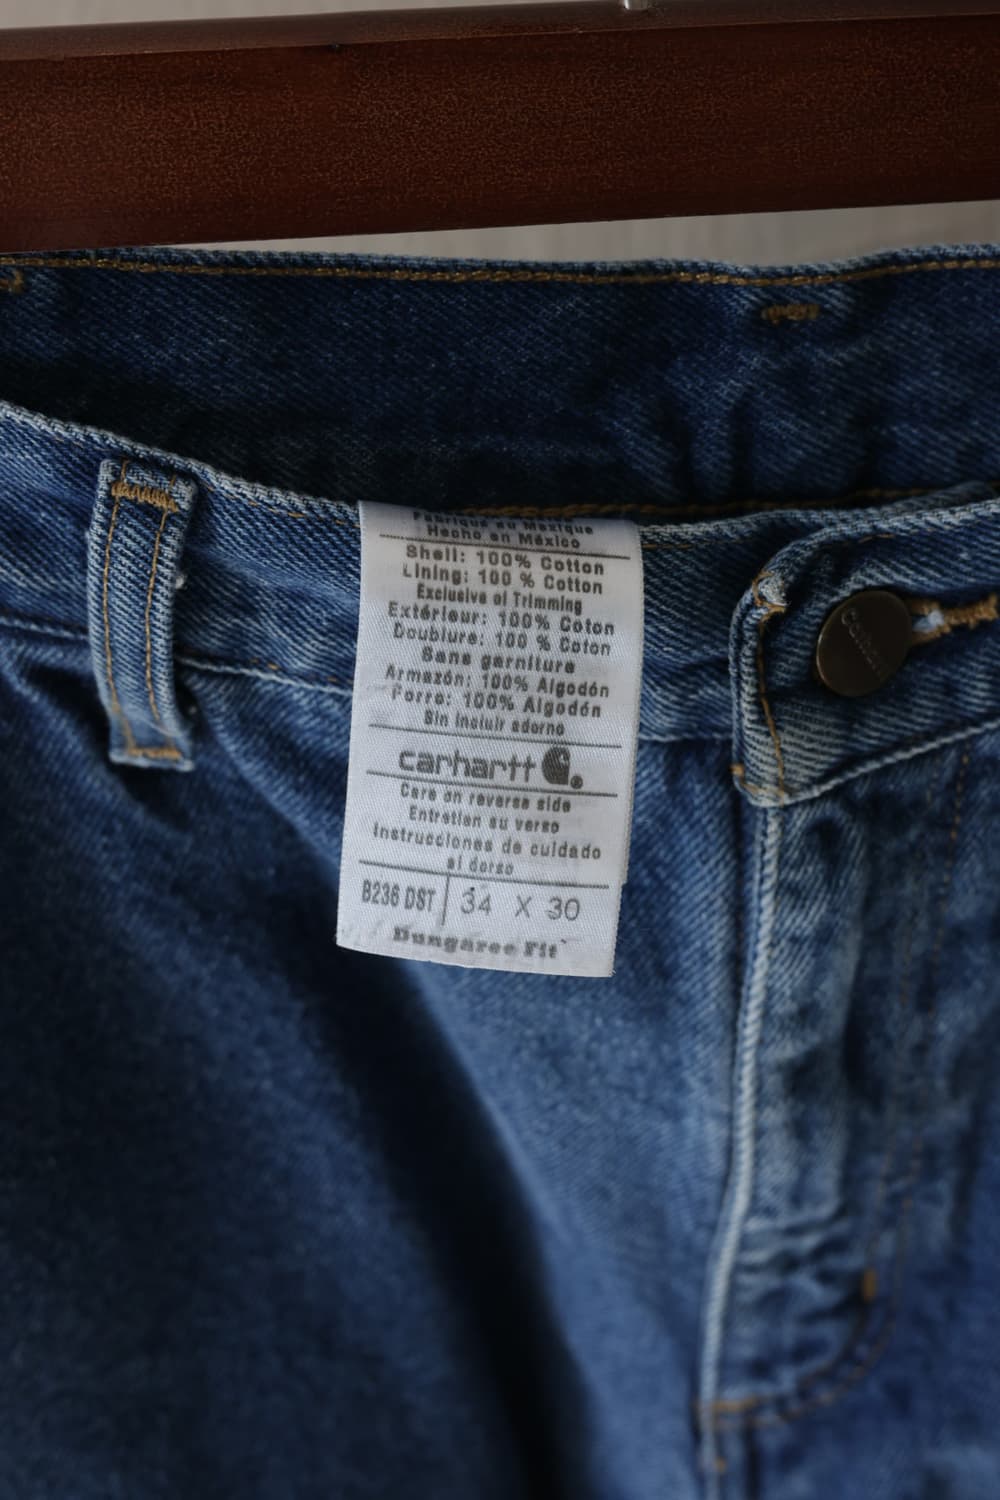 Fabriqué au Mexique
Hecho en México
Shell: 100% Cotton
Lining: 100 % Cotton
Exclusive of Trimming
Extérieur: 100% Coton
Doublure: 100 % Coton
Sans garniture
Armazón: 100% Algodón
Forro: 100% Algodón
Sin incluir adorno
carhartt
Care on reverse side
Entretien au verso
Instrucciones de cuidado
al dorso
B236 DST 34 X 30
Dungaree Fit
Carhartt